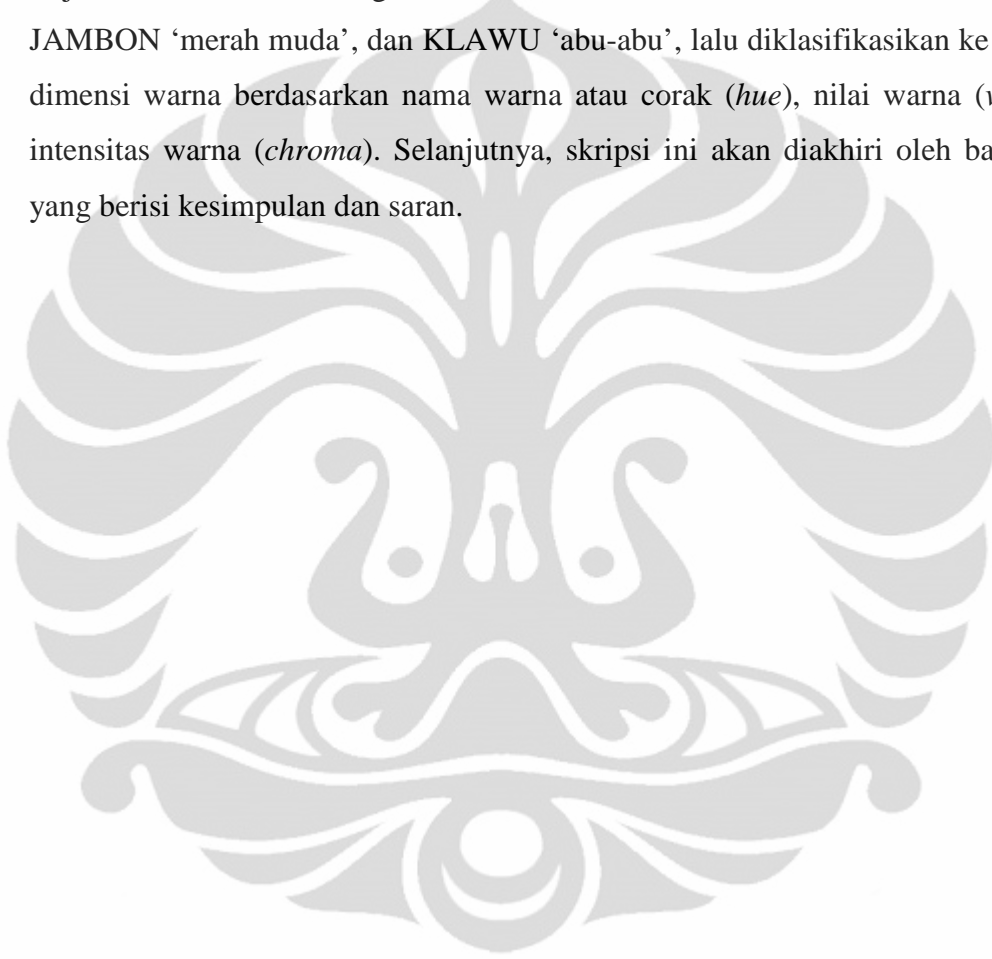 JAMBON ‘merah muda’, dan KLAWU ‘abu-abu’, lalu diklasifikasikan ke
dimensi warna berdasarkan nama warna atau corak (hue), nilai warna
intensitas warna (chroma). Selanjutnya, skripsi ini akan diakhiri oleh
yang berisi kesimpulan dan saran.